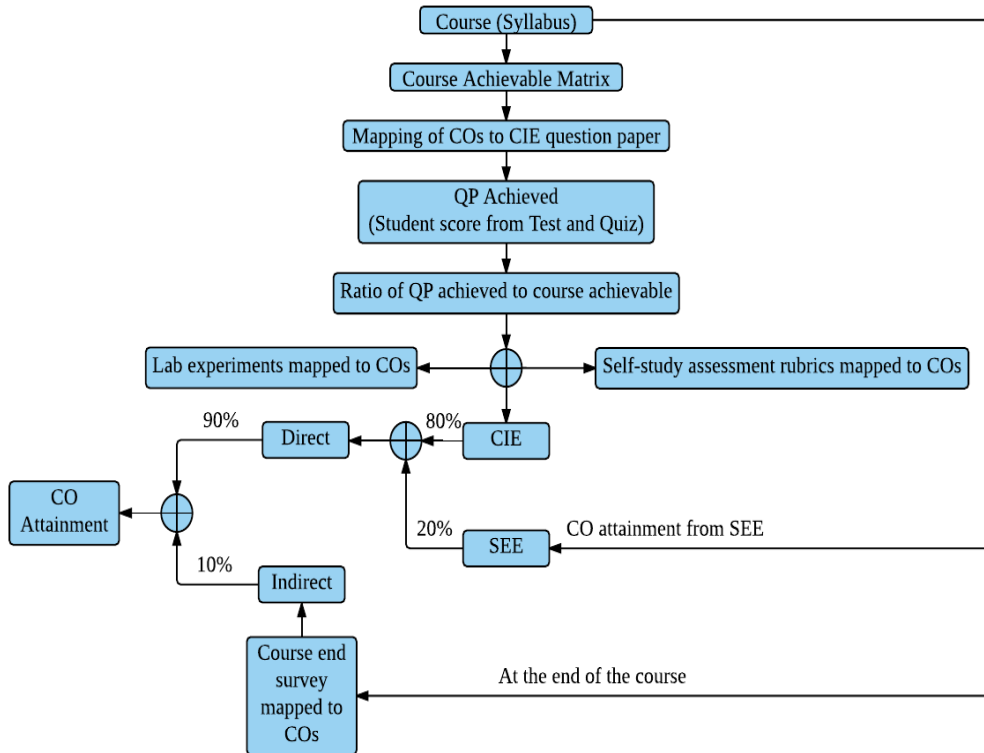 Course (Syllabus)
Course Achievable Matrix
Mapping of COs to CIE question paper
QP Achieved
(Student score from Test and Quiz)
Ratio of QP achieved to course achievable
Lab experiments mapped to COs
Self-study assessment rubrics mapped to COs
90%
Direct
80%
CIE
CO
Attainment
20%
SEE
CO attainment from SEE
10%
Indirect
Course end
survey
mapped to
COs
At the end of the course